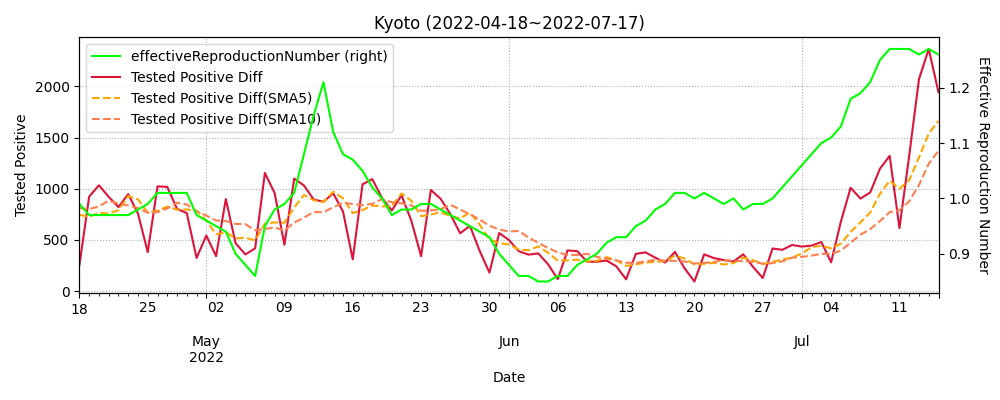 Kyoto (2022-04-18~2022-07-17)
effectiveReproductionNumber (right)
Tested Positive Diff
Tested Positive Diff(SMA5)
Tested Positive Diff(SMA10)
Tested Positive
2000
1500
1000
500
0
Effective Reproduction Number
1.2
1.1
1.0
0.9
18 25 09 16 23 30 06 13 20 27 04 11
May Jun Jul
2022
Date